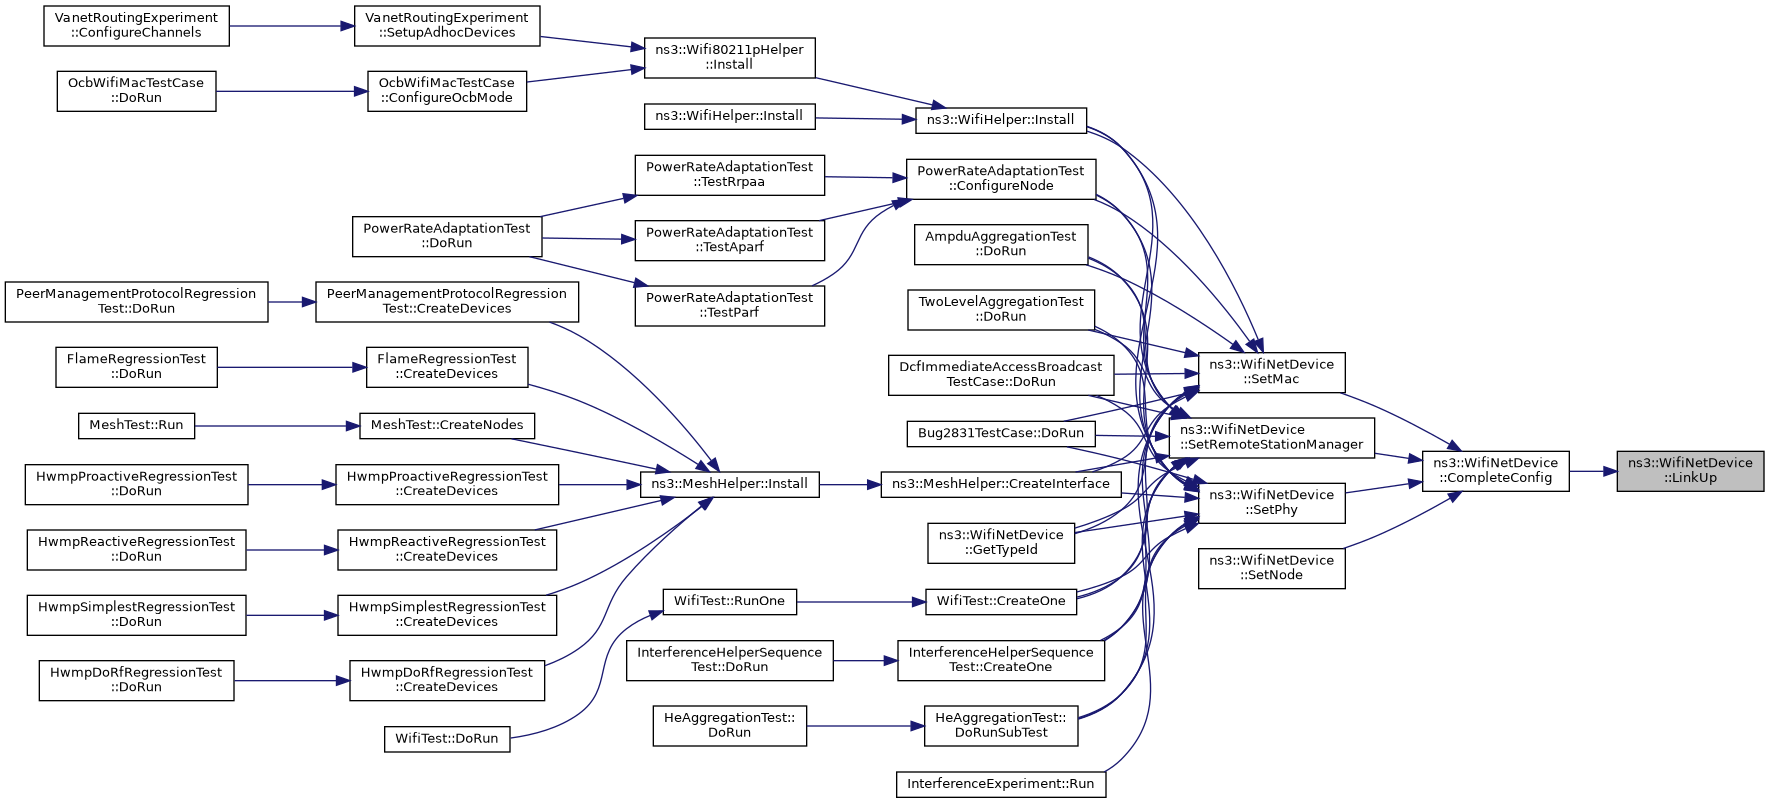 VanetRoutingExperiment
::ConfigureChannels
VanetRoutingExperiment
::SetupAdhocDevices
OcbWifiMacTestCase
::DoRun
OcbWifiMacTestCase
::ConfigureOcbMode
ns3::Wifi80211pHelper
::Install
ns3::WifiHelper::Install
ns3::WifiHelper::Install
PowerRateAdaptationTest
::TestRrpaa
PowerRateAdaptationTest
::ConfigureNode
PowerRateAdaptationTest
::DoRun
PowerRateAdaptationTest
::TestAparf
AmpduAggregationTest
::DoRun
PeerManagementProtocolRegression
Test::DoRun
PeerManagementProtocolRegression
Test::CreateDevices
PowerRateAdaptationTest
::TestParf
TwoLevelAggregationTest
::DoRun
FlameRegressionTest
::DoRun
FlameRegressionTest
::CreateDevices
DcfImmediateAccessBroadcast
TestCase::DoRun
ns3::WifiNetDevice
::SetMac
MeshTest::Run
MeshTest::CreateNodes
Bug2831TestCase::DoRun
ns3::WifiNetDevice
::SetRemoteStationManager
HwmpProactiveRegressionTest
::DoRun
HwmpProactiveRegressionTest
::CreateDevices
ns3::MeshHelper::Install
ns3::MeshHelper::CreateInterface
ns3::WifiNetDevice
::SetPhy
ns3::WifiNetDevice
::CompleteConfig
ns3::WifiNetDevice
::LinkUp
HwmpReactiveRegressionTest
::DoRun
HwmpReactiveRegressionTest
::CreateDevices
ns3::WifiNetDevice
::GetTypeId
ns3::WifiNetDevice
::SetNode
HwmpSimplestRegressionTest
::DoRun
HwmpSimplestRegressionTest
::CreateDevices
WifiTest::RunOne
WifiTest::CreateOne
HwmpDoRfRegressionTest
::DoRun
HwmpDoRfRegressionTest
::CreateDevices
InterferenceHelperSequence
Test::DoRun
InterferenceHelperSequence
Test::CreateOne
WifiTest::DoRun
HeAggregationTest::
DoRun
HeAggregationTest::
DoRunSubTest
InterferenceExperiment::Run